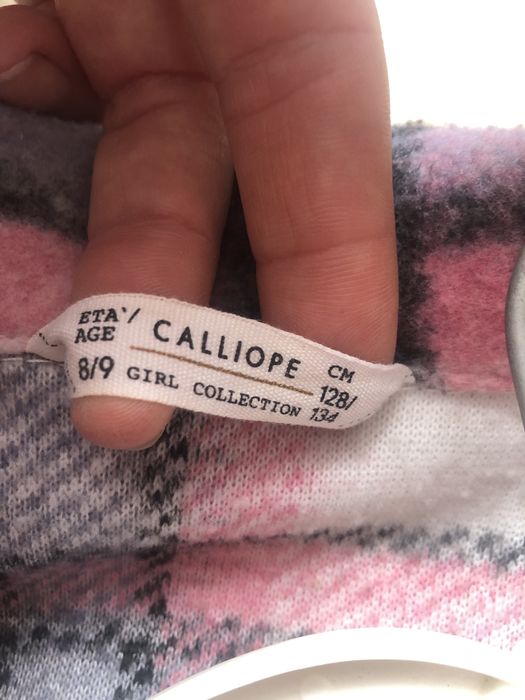 ETA'/
AGE
8/9
CALLIOPE
GIRL COLLECTION
CM
128/
134